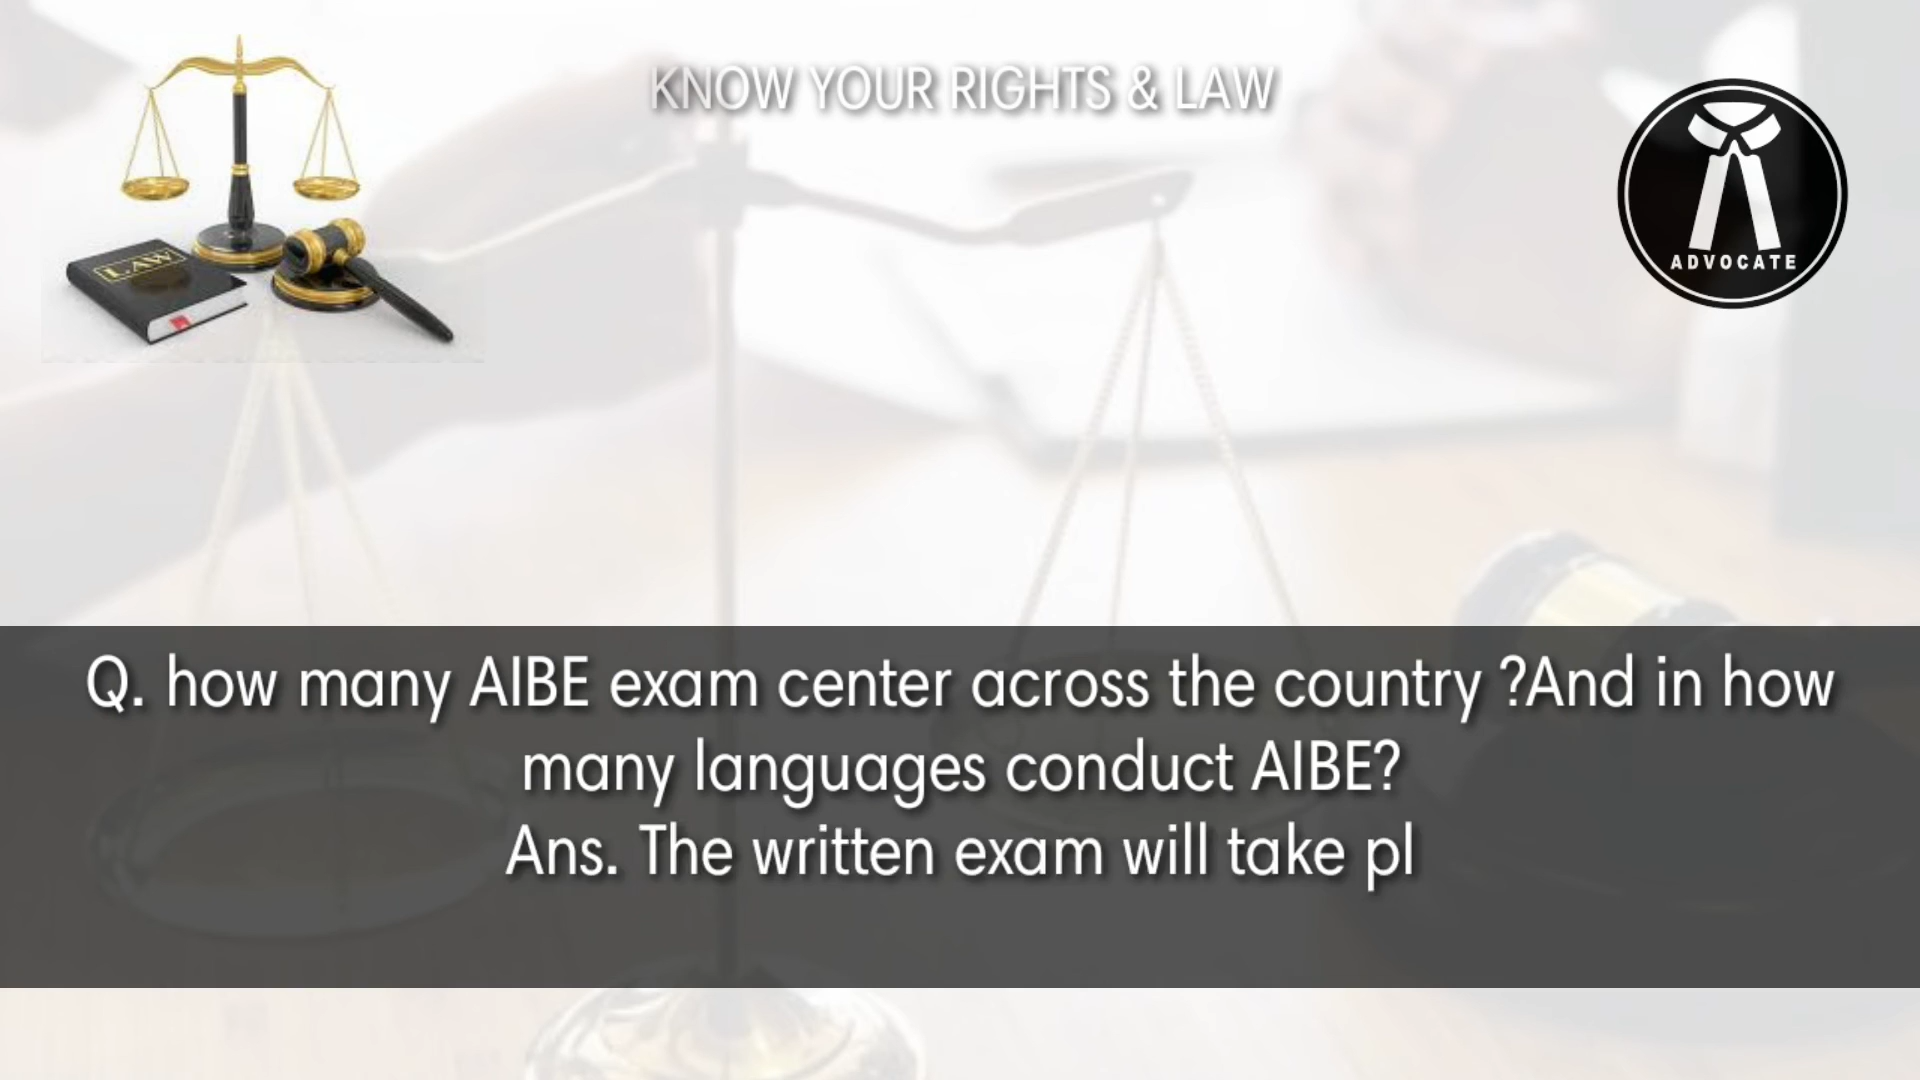 KNOW YOUR RIGHTS & LAW
LAW
ADVOCATE
Q. how many AIBE exam center across the country ?And in how
many languages conduct AIBE?
Ans. The written exam will take pl